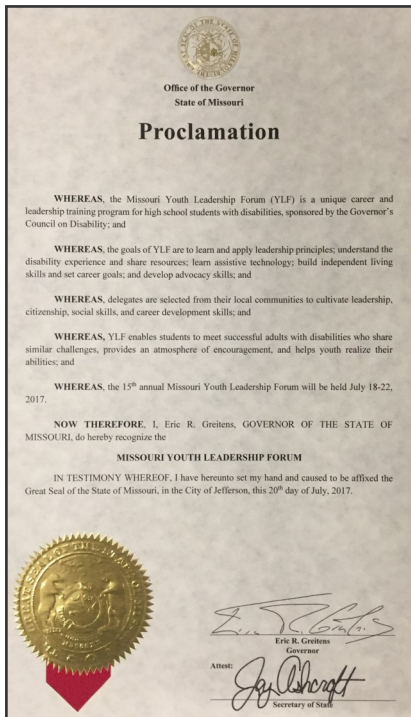 Office of the Governor
State of Missouri
Proclamation
WHEREAS, the Missouri Youth Leadership Forum (YLF) is a unique career and
leadership training program for high school students with disabilities, sponsored by the Governor's
Council on Disability; and
WHEREAS, the goals of YLF are to learn and apply leadership principles; understand the
disability experience and share resources; learn assistive technology; build independent living
skills and set career goals; and develop advocacy skills; and
WHEREAS, delegates are selected from their local communities to cultivate leadership,
citizenship, social skills, and career development skills; and
WHEREAS, YLF enables students to meet successful adults with disabilities who share
similar challenges, provides an atmosphere of encouragement, and helps youth realize their
abilities; and
WHEREAS, the 15th annual Missouri Youth Leadership Forum will be held July 18-22,
2017.
NOW THEREFORE, I, Eric R. Greitens, GOVERNOR OF THE STATE OF
MISSOURI, do hereby recognize the
MISSOURI YOUTH LEADERSHIP FORUM
IN TESTIMONY WHEREOF, I have hereunto set my hand and caused to be affixed the
Great Seal of the State of Missouri, in the City of Jefferson, this 20th day of July, 2017.
Eric R. Greitens
Governor
Attest:
Jay Ashcroft
Secretary of State